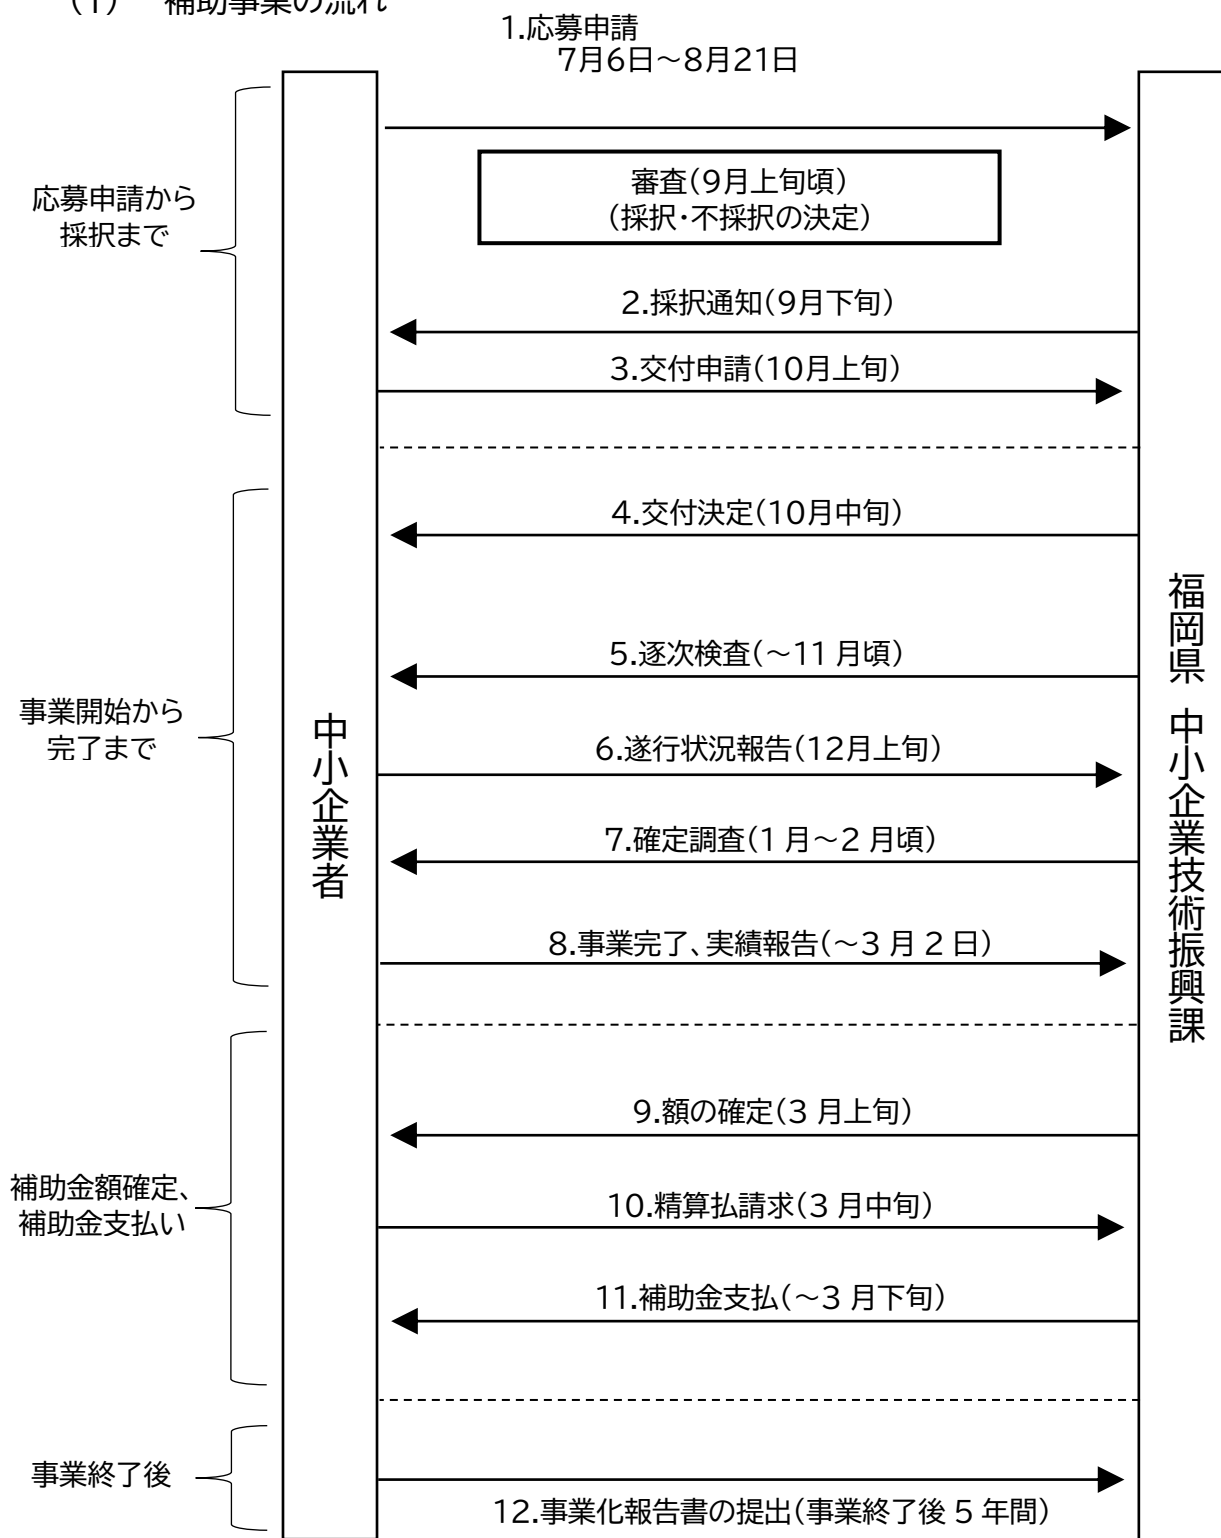 (1) 補助事業の流れ
1.応募申請
7月6日～8月21日
応募申請から
採択まで
審査(9月上旬頃)
(採択・不採択の決定)
2.採択通知(9月下旬)
3.交付申請(10月上旬)
4.交付決定(10月中旬)
5.逐次検査(～11 月頃)
事業開始から
完了まで
6.遂行状況報告(12月上旬)
7.確定調査(1 月～2 月頃)
8.事業完了、実績報告(～3 月 2 日)
中小企業者
福岡県 中小企業技術振興課
9.額の確定(3 月上旬)
補助金額確定、
補助金支払い
10.精算払請求(3 月中旬)
11.補助金支払(～3 月下旬)
事業終了後
12.事業化報告書の提出(事業終了後 5 年間)